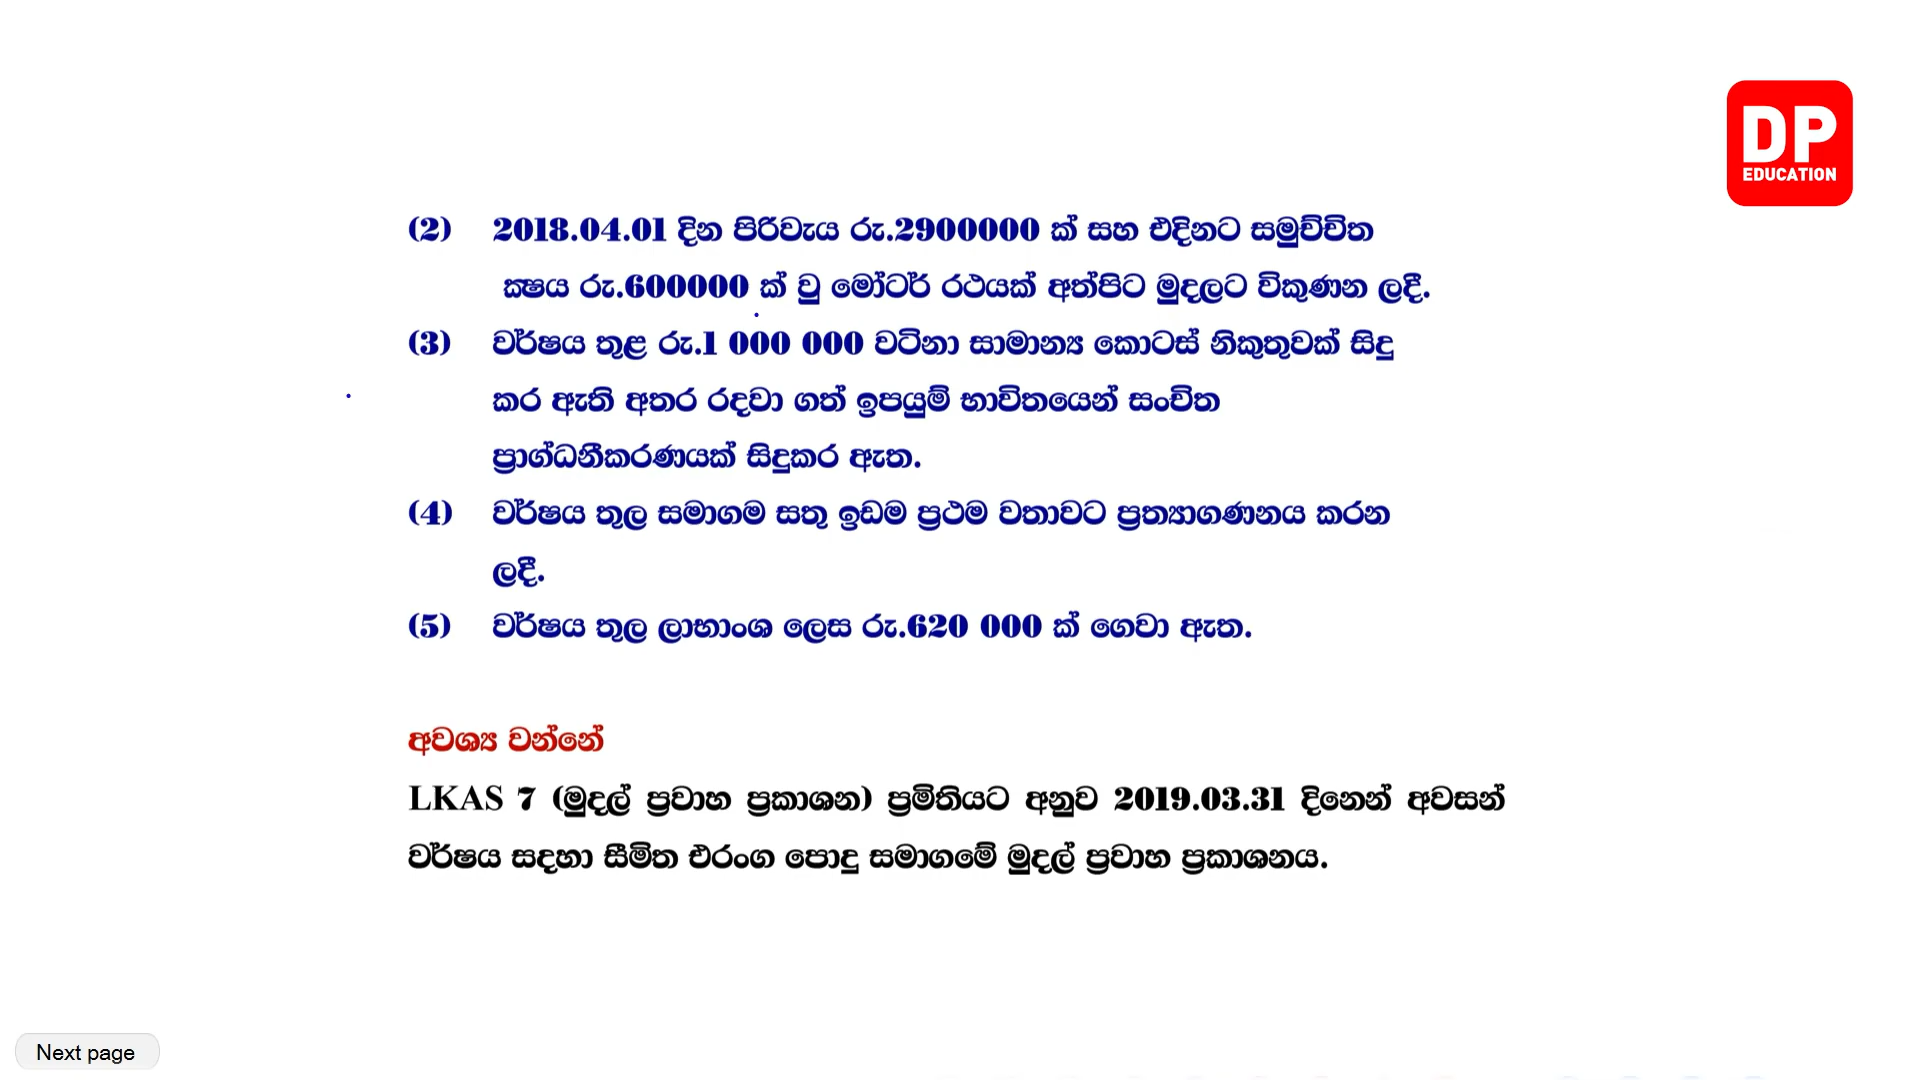 DP
EDUCATION
(2) 2018.04.01 දින පිරිවැය රු.2900000 ක් සහ එදිනට සමුච්චිත
ක්‍ෂය රු.600000 ක් වු මෝටර් රථයක් අත්පිට මුදලට විකුණන ලදී.
(3) වර්ෂය තුළ රු.1 000 000 වටිනා සාමාන්‍ය කොටස් නිකුතුවක් සිදු
කර ඇති අතර රදවා ගත් ඉපයුම් භාවිතයෙන් සංචිත
ප්‍රාග්ධනීකරණයක් සිදුකර ඇත.
(4) වර්ෂය තුල සමාගම සතු ඉඩම ප්‍රථම වතාවට ප්‍රත්‍යාගණනය කරන
ලදී.
(5) වර්ෂය තුල ලාභාංශ ලෙස රු.620 000 ක් ගෙවා ඇත.
අවශ්‍ය වන්නේ
LKAS 7 (මුදල් ප්‍රවාහ ප්‍රකාශන) ප්‍රමිතියට අනුව 2019.03.31 දිනෙන් අවසන්
වර්ෂය සදහා සීමිත එරංග පොදු සමාගමේ මුදල් ප්‍රවාහ ප්‍රකාශනය.
Next page